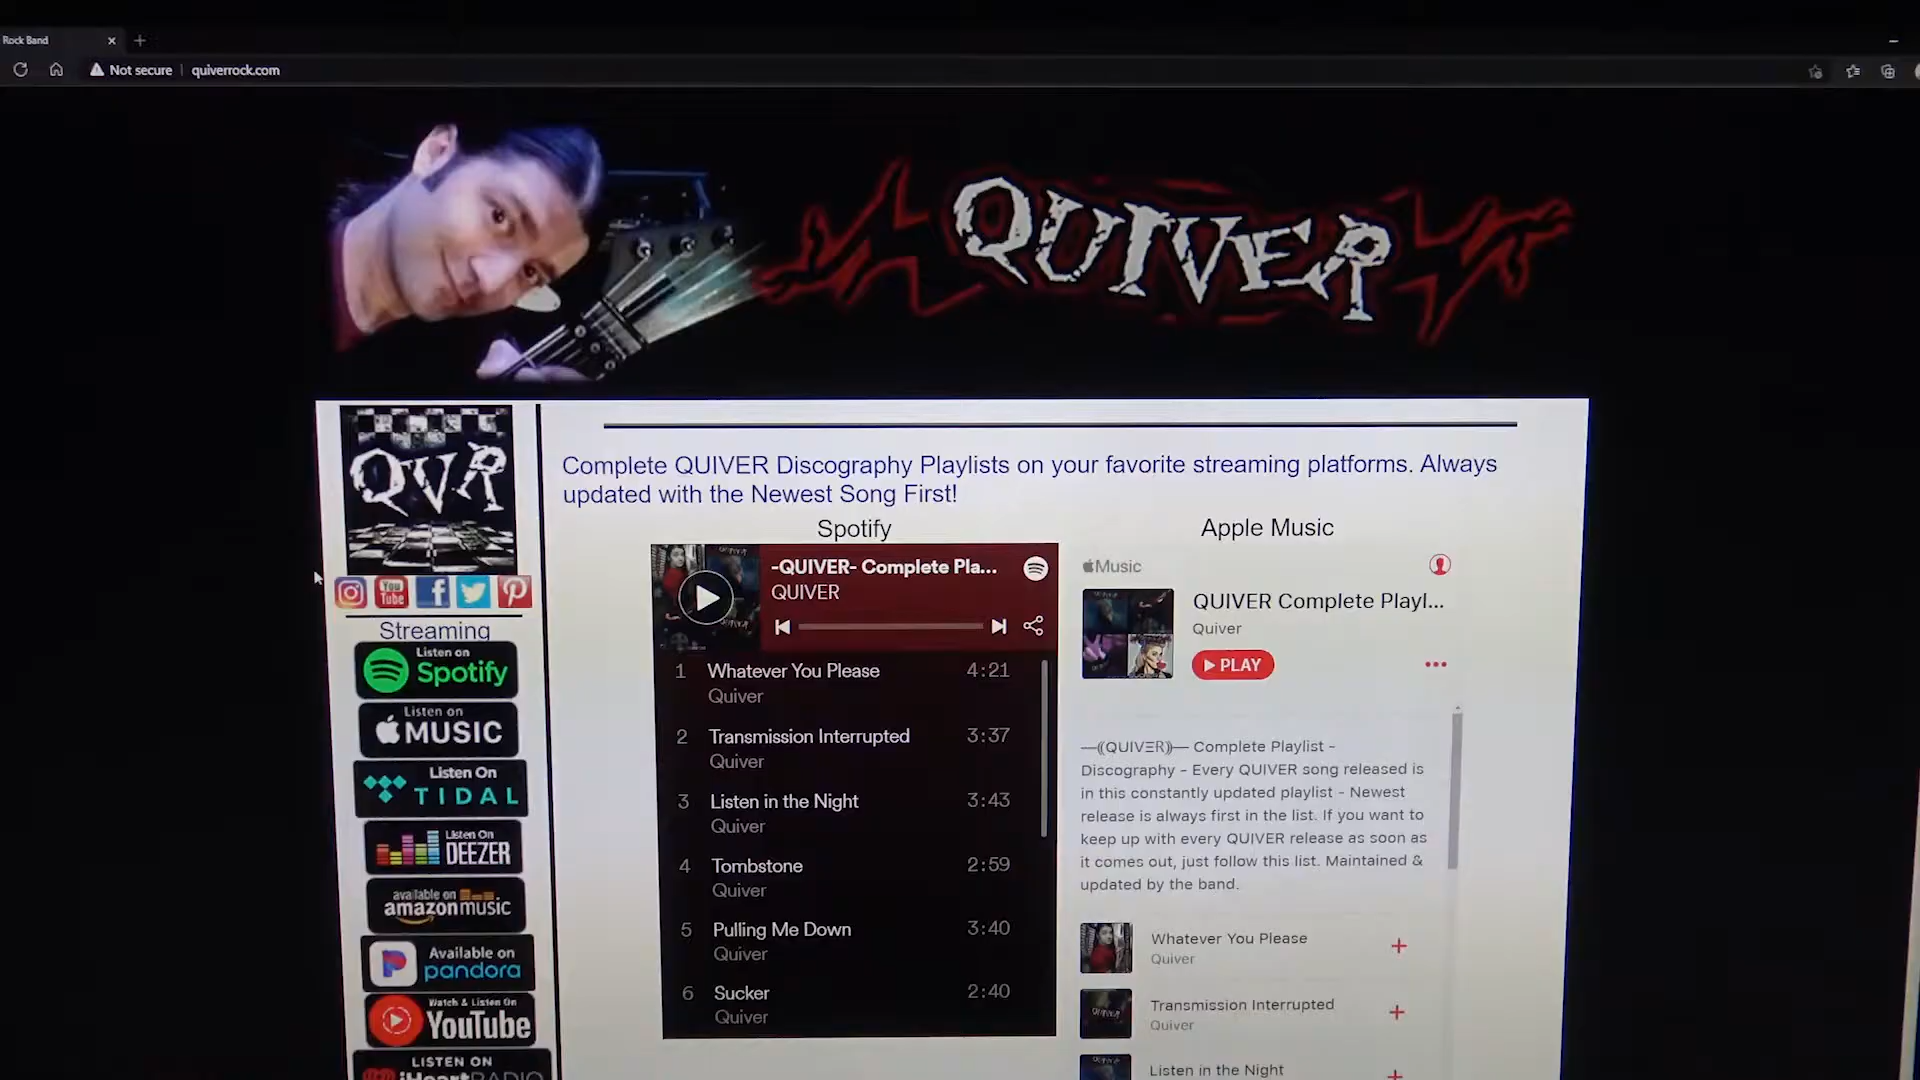 Rock Band
Not secure
quiverrock.com
QUIVER
QVR
You
Tube
Streaming
Listen on
Spotify
Listen on
MUSIC
Listen On
TIDAL
Listen On
DEEZER
available on
amazon music
Available on
pandora
Watch & Listen On
YouTube
LISTEN ON
iHeartRADIO
Complete QUIVER Discography Playlists on your favorite streaming platforms. Always
updated with the Newest Song First!
Spotify
-QUIVER- Complete Pla...
QUIVER
1 Whatever You Please 4:21
Quiver
2 Transmission Interrupted 3:37
Quiver
3 Listen in the Night 3:43
Quiver
4 Tombstone 2:59
Quiver
5 Pulling Me Down 3:40
Quiver
6 Sucker 2:40
Quiver
Apple Music
Music
QUIVER Complete Playl...
Quiver
PLAY
—⸨QUIVΞR⸩— Complete Playlist -
Discography - Every QUIVER song released is
in this constantly updated playlist - Newest
release is always first in the list. If you want to
keep up with every QUIVER release as soon as
it comes out, just follow this list. Maintained &
updated by the band.
Whatever You Please
Quiver
Transmission Interrupted
Quiver
Listen in the Night